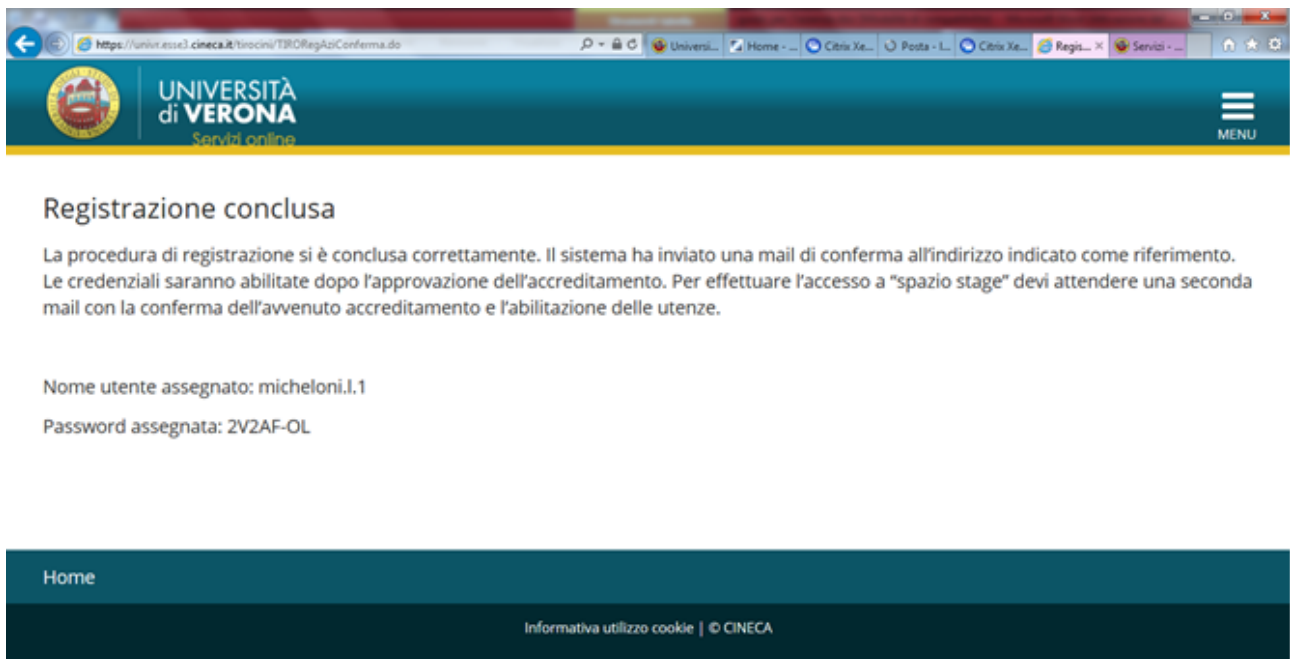 https://univr.esse3.cineca.it/tirocini/TIRORegAziConferma.do
Universi...
Home - ...
Citrix Xe...
Posta - I...
Citrix Xe...
Regis...
Servizi - ...
UNIVERSITÀ
di VERONA
Servizi online
MENU
Registrazione conclusa
La procedura di registrazione si è conclusa correttamente. Il sistema ha inviato una mail di conferma all'indirizzo indicato come riferimento.
Le credenziali saranno abilitate dopo l'approvazione dell'accreditamento. Per effettuare l'accesso a "spazio stage" devi attendere una seconda
mail con la conferma dell'avvenuto accreditamento e l'abilitazione delle utenze.
Nome utente assegnato: micheloni.l.1
Password assegnata: 2V2AF-OL
Home
Informativa utilizzo cookie | © CINECA